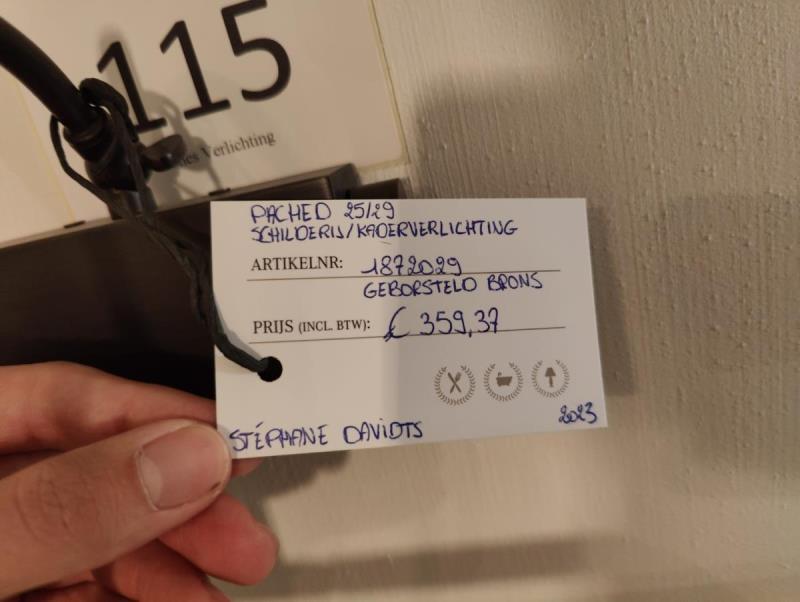 115
Verlichting
PACHED 25/29
SCHILDERIJ/KADERVERLICHTING
ARTIKELNR: 1872029
GEBORSTELD BRONS
PRIJS (INCL. BTW): € 359,37
STÉPHANE DAVIDTS
2023